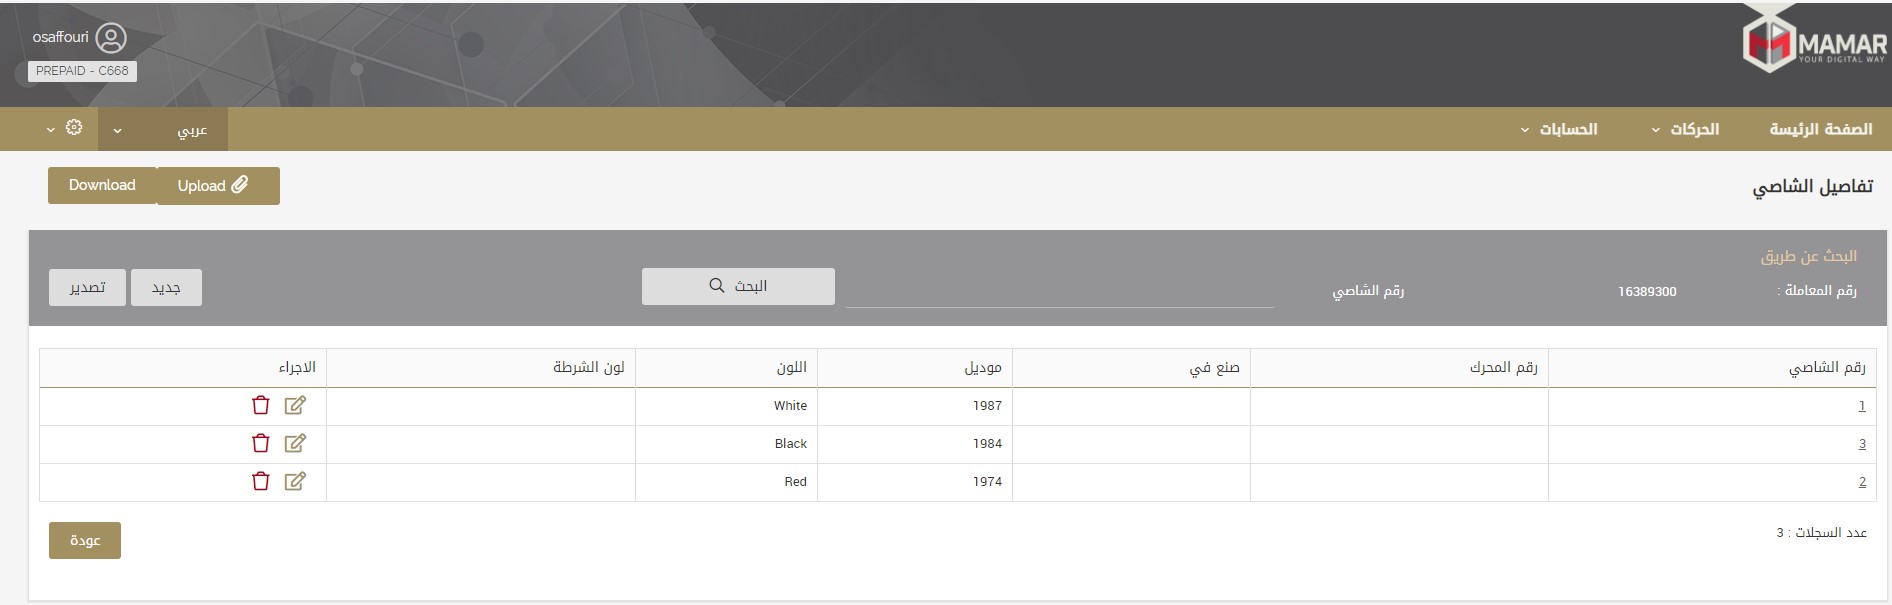 osaffouri
PREPAID - C668
MAMAR
YOUR DIGITAL WAY
الصفحة الرئيسة
الحركات
الحسابات
عربي
تفاصيل الشاصي
Upload
Download
البحث عن طريق
رقم المعاملة : 16389300
رقم الشاصي
البحث
جديد
تصدير
رقم الشاصي رقم المحرك صنع في موديل اللون لون الشرطة الاجراء
1 1987 White
3 1984 Black
2 1974 Red
عدد السجلات : 3
عودة